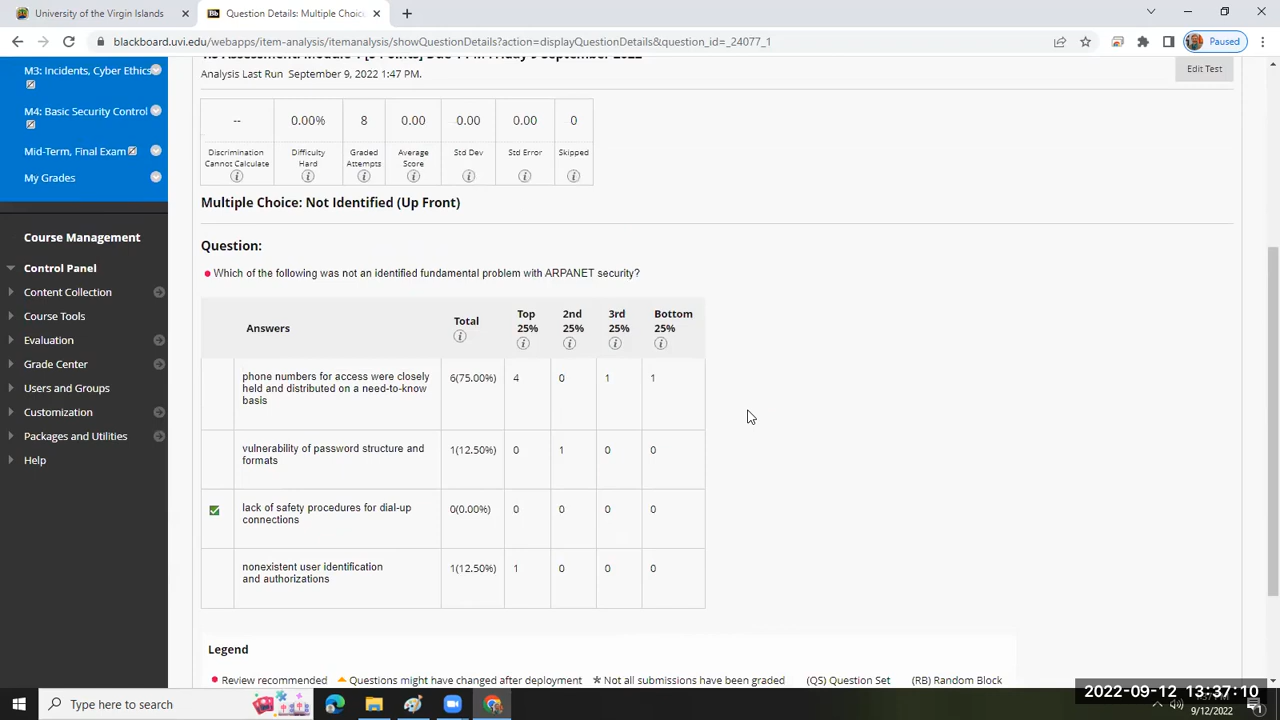 University of the Virgin Islands
Question Details: Multiple Choic
blackboard.uvi.edu/webapps/item-analysis/itemanalysis/showQuestionDetails?action=displayQuestionDetails&question_id=_24077_1
Paused
M3: Incidents, Cyber Ethics
M4: Basic Security Control
Mid-Term, Final Exam
My Grades
Course Management
Control Panel
Content Collection
Course Tools
Evaluation
Grade Center
Users and Groups
Customization
Packages and Utilities
Help
Analysis Last Run September 9, 2022 1:47 PM.
Edit Test
-- 0.00% 8 0.00 0.00 0.00 0
Discrimination Difficulty Graded Average Std Dev Std Error Skipped
Cannot Calculate Hard Attempts Score
Multiple Choice: Not Identified (Up Front)
Question:
Which of the following was not an identified fundamental problem with ARPANET security?
Top 2nd 3rd Bottom
Answers Total 25% 25% 25% 25%
phone numbers for access were closely 6(75.00%) 4 0 1 1
held and distributed on a need-to-know
basis
vulnerability of password structure and 1(12.50%) 0 1 0 0
formats
lack of safety procedures for dial-up 0(0.00%) 0 0 0 0
connections
nonexistent user identification 1(12.50%) 1 0 0 0
and authorizations
Legend
Review recommended Questions might have changed after deployment Not all submissions have been graded (QS) Question Set (RB) Random Block
Type here to search
2022-09-12 13:37:10
9/12/2022